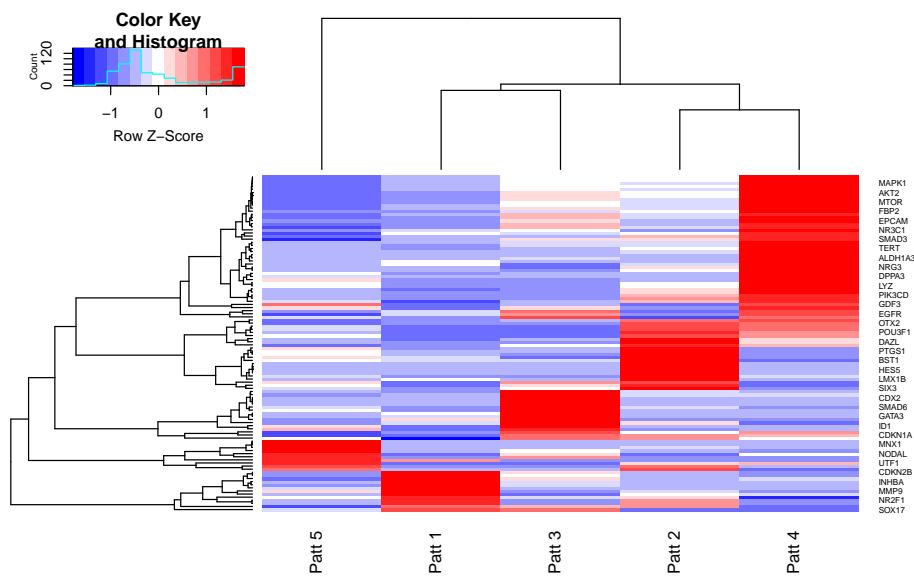 Color Key
and Histogram
Count
0 120
−1 0 1
Row Z−Score
MAPK1
AKT2
MTOR
FBP2
EPCAM
NR3C1
SMAD3
TERT
ALDH1A3
NRG3
DPPA3
LYZ
PIK3CD
GDF3
EGFR
OTX2
POU3F1
DAZL
PTGS1
BST1
HES5
LMX1B
SIX3
CDX2
SMAD6
GATA3
ID1
CDKN1A
MNX1
NODAL
UTF1
CDKN2B
INHBA
MMP9
NR2F1
SOX17
Patt 5 Patt 1 Patt 3 Patt 2 Patt 4